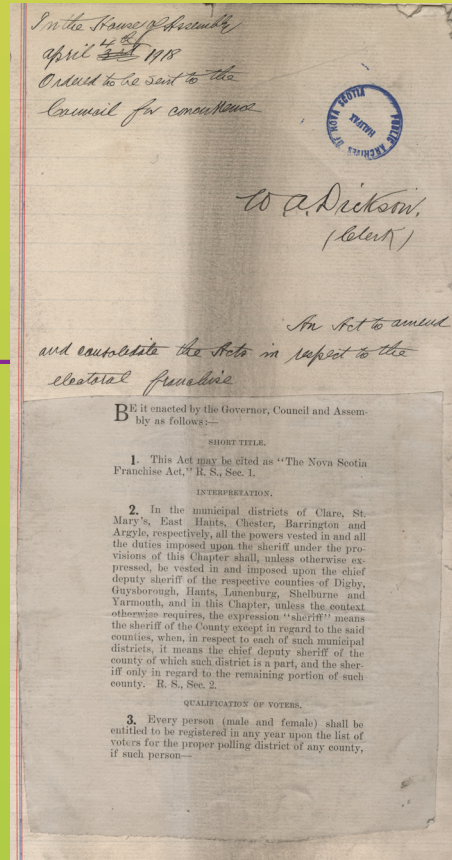 In the House of Assembly
april 4th 3rd 1918
Ordered to be sent to the
Council for concurrence
PUBLIC ARCHIVES OF NOVA SCOTIA
HALIFAX
W A. Dickson.
(Clerk)
An Act to amend
and consolidate the Acts in respect to the
electoral franchise
BE it enacted by the Governor, Council and Assem-
bly as follows:—
SHORT TITLE.
1. This Act may be cited as "The Nova Scotia
Franchise Act," R. S., Sec. 1.
INTERPRETATION.
2. In the municipal districts of Clare, St.
Mary's, East Hants, Chester, Barrington and
Argyle, respectively, all the powers vested in and all
the duties imposed upon the sheriff under the pro-
visions of this Chapter shall, unless otherwise ex-
pressed, be vested in and imposed upon the chief
deputy sheriff of the respective counties of Digby,
Guysborough, Hants, Lunenburg, Shelburne and
Yarmouth, and in this Chapter, unless the context
otherwise requires, the expression "sheriff" means
the sheriff of the County except in regard to the said
counties, when, in respect to each of such municipal
districts, it means the chief deputy sheriff of the
county of which such district is a part, and the sher-
iff only in regard to the remaining portion of such
county. R. S., Sec. 2.
QUALIFICATION OF VOTERS.
3. Every person (male and female) shall be
entitled to be registered in any year upon the list of
voters for the proper polling district of any county,
if such person—